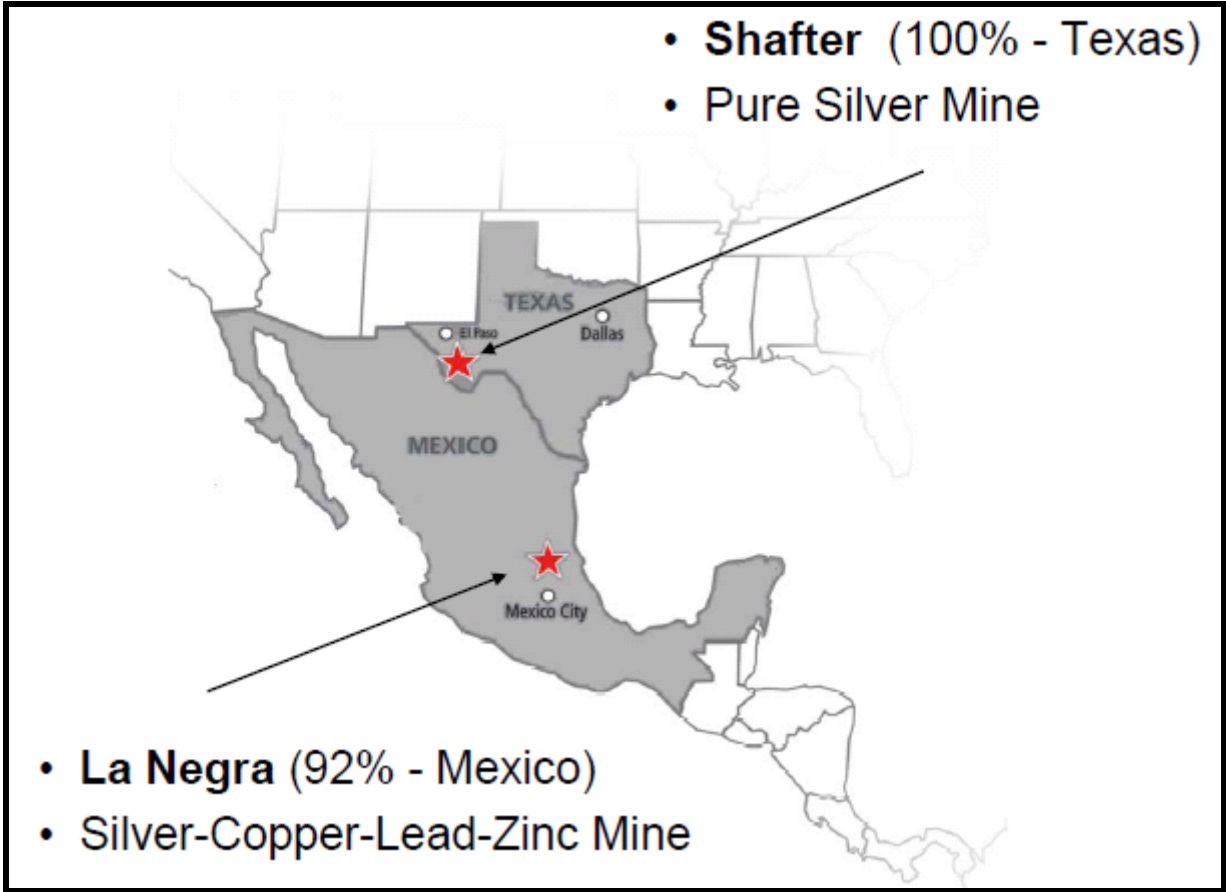 • Shafter (100% - Texas)
• Pure Silver Mine
TEXAS
El Paso
Dallas
MEXICO
Mexico City
• La Negra (92% - Mexico)
• Silver-Copper-Lead-Zinc Mine